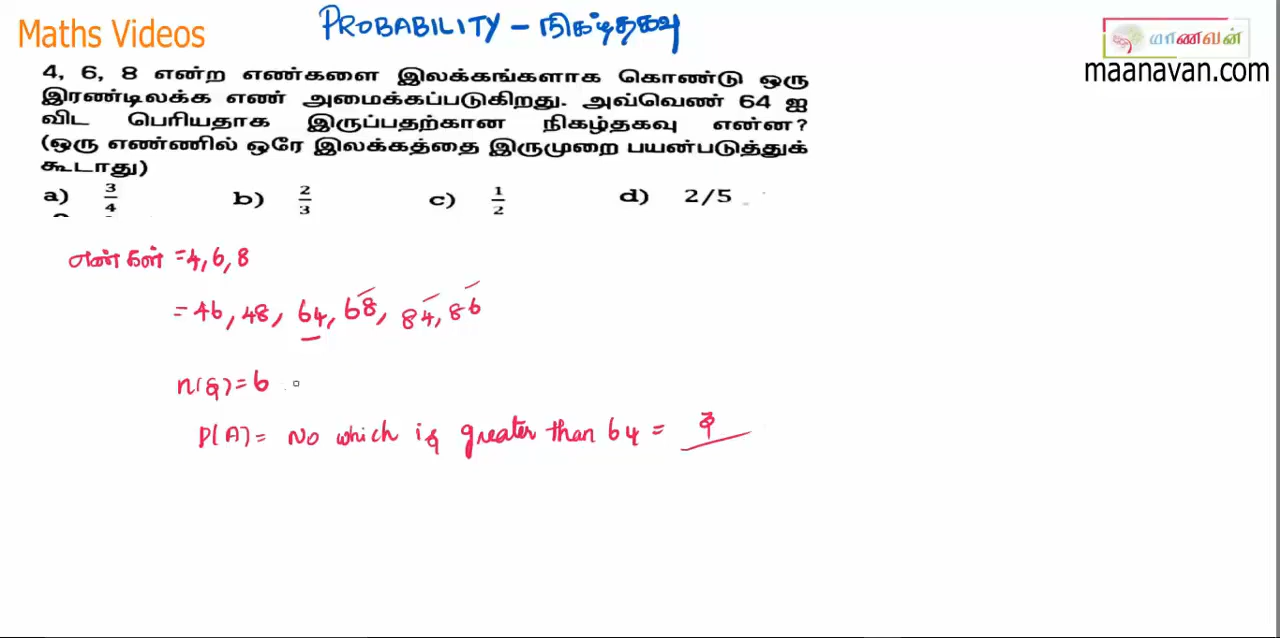 Maths Videos
PROBABILITY – நிகழ்தகவு
மாணவன்
maanavan.com
4, 6, 8 என்ற எண்களை இலக்கங்களாக கொண்டு ஒரு
இரண்டிலக்க எண் அமைக்கப்படுகிறது. அவ்வெண் 64 ஐ
விட பெரியதாக இருப்பதற்கான நிகழ்தகவு என்ன?
(ஒரு எண்ணில் ஒரே இலக்கத்தை இருமுறை பயன்படுத்துக்
கூடாது)
a) 3/4 b) 2/3 c) 1/2 d) 2/5
எண்கள் = 4, 6, 8
= 46, 48, 64, 68, 84, 86
n(S) = 6
P(A) = No which is greater than 64 =